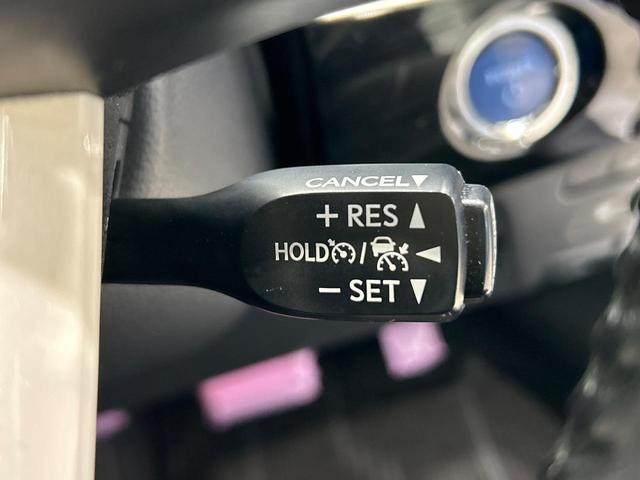 CANCEL▼
+ RES ▲
HOLD / ◀
− SET ▼